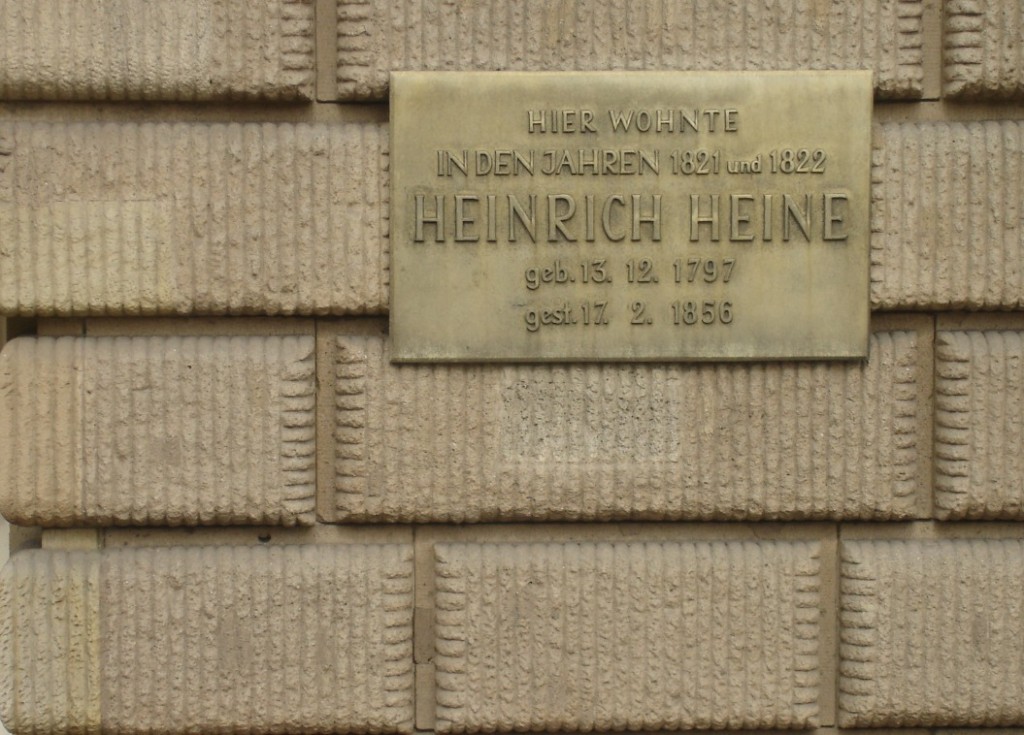 HIER WOHNTE
IN DEN JAHREN 1821 und 1822
HEINRICH HEINE
geb. 13. 12. 1797
gest. 17. 2. 1856